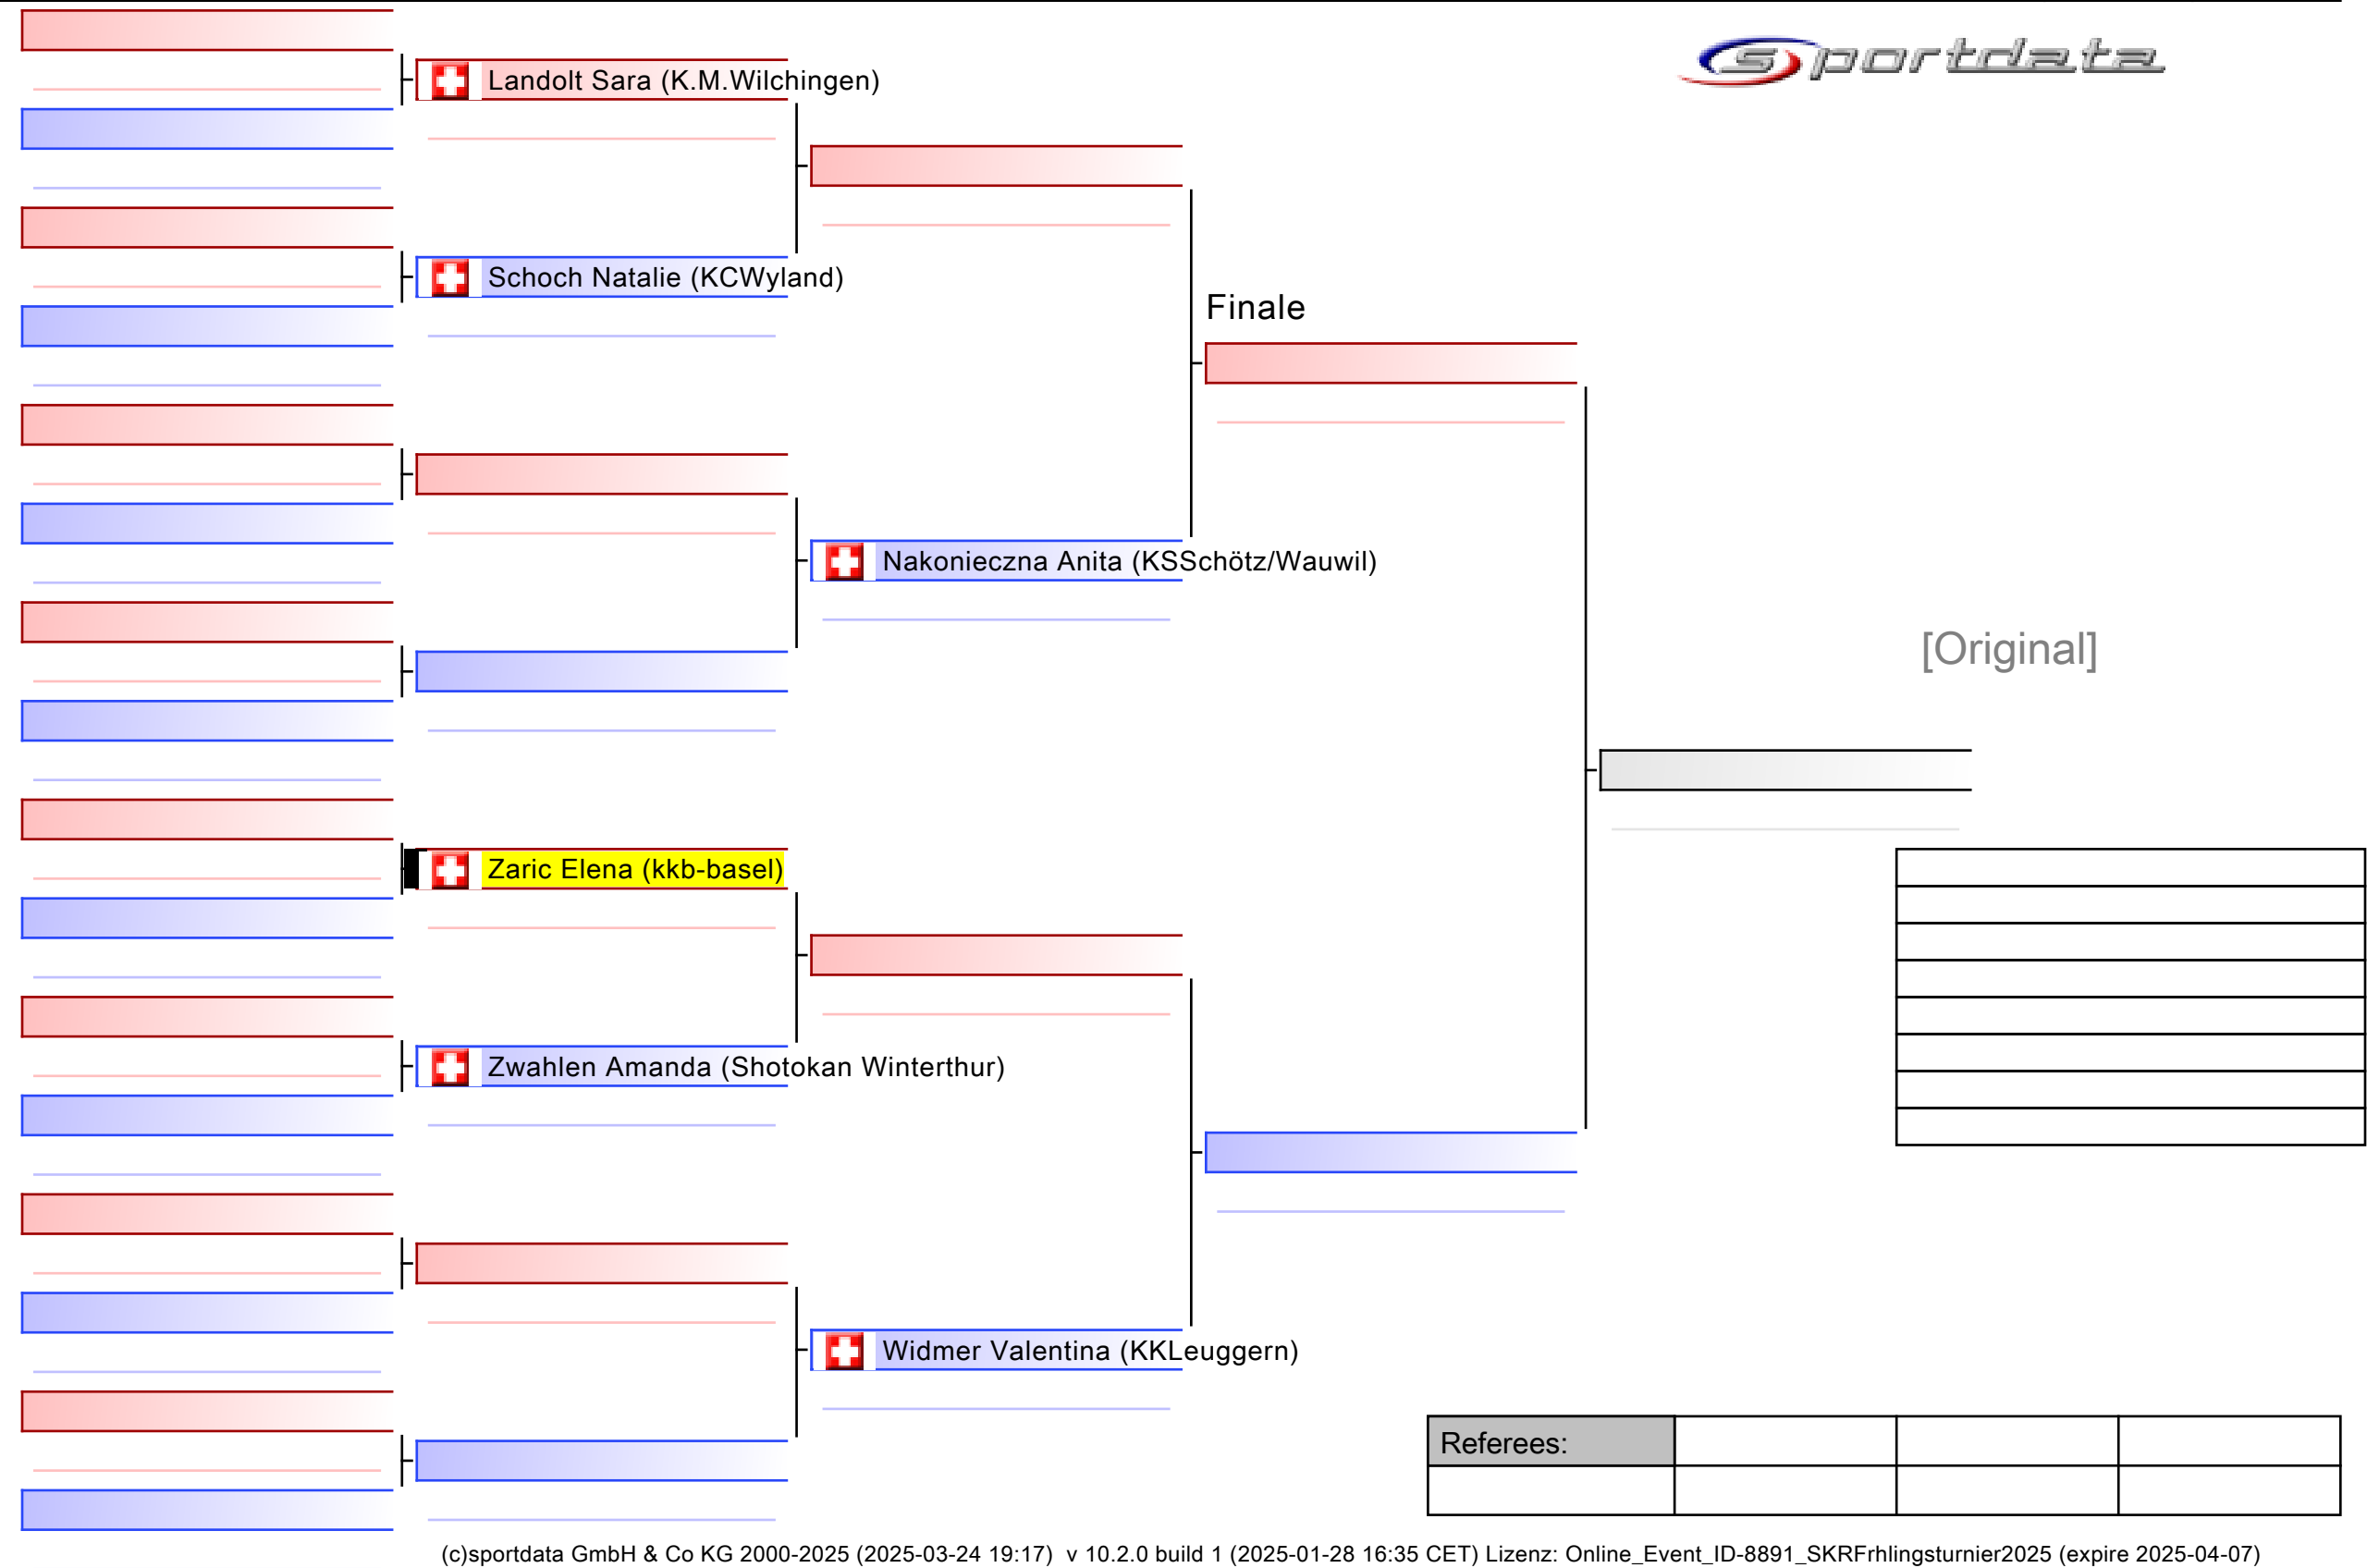 sportdata
Landolt Sara (K.M.Wilchingen)
Schoch Natalie (KCWyland)
Finale
Nakonieczna Anita (KSSchötz/Wauwil)
[Original]
Zaric Elena (kkb-basel)
Zwahlen Amanda (Shotokan Winterthur)
Widmer Valentina (KKLeuggern)
Referees:
(c)sportdata GmbH & Co KG 2000-2025 (2025-03-24 19:17) v 10.2.0 build 1 (2025-01-28 16:35 CET) Lizenz: Online_Event_ID-8891_SKRFrhlingsturnier2025 (expire 2025-04-07)